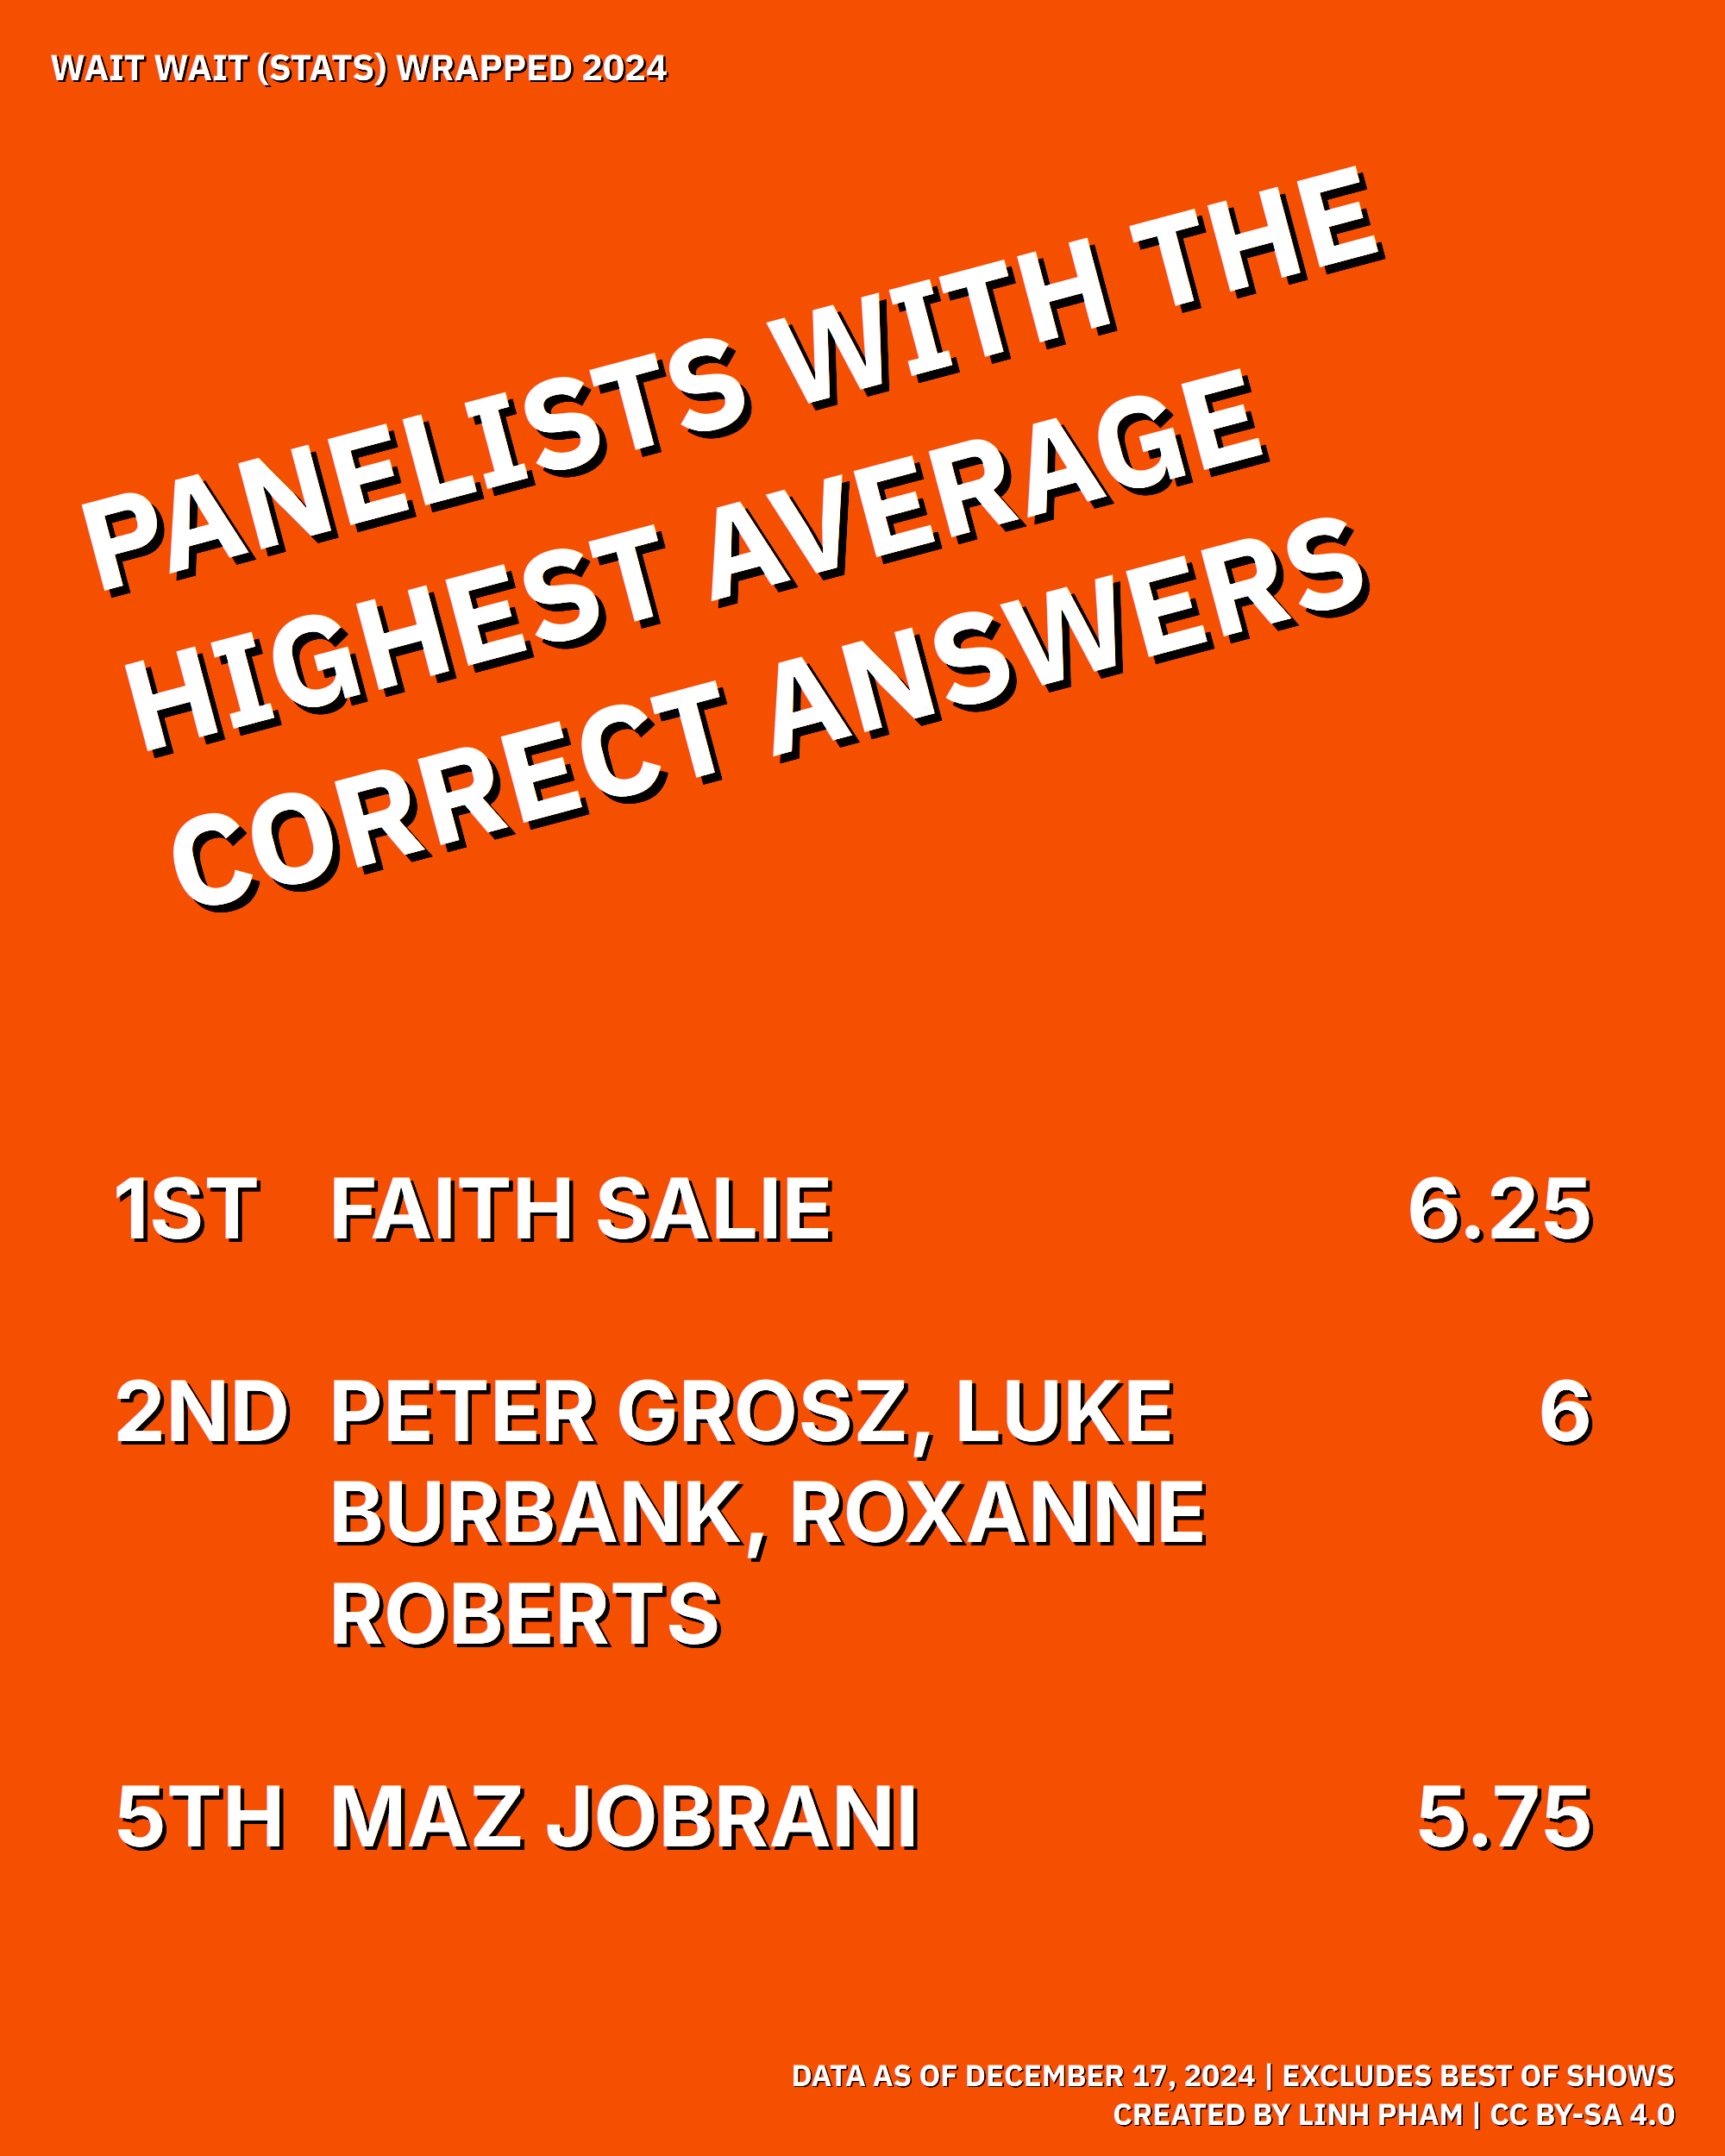 WAIT WAIT (STATS) WRAPPED 2024
PANELISTS WITH THE
HIGHEST AVERAGE
CORRECT ANSWERS
1ST FAITH SALIE 6.25
2ND PETER GROSZ, LUKE 6
BURBANK, ROXANNE
ROBERTS
5TH MAZ JOBRANI 5.75
DATA AS OF DECEMBER 17, 2024 | EXCLUDES BEST OF SHOWS
CREATED BY LINH PHAM | CC BY-SA 4.0